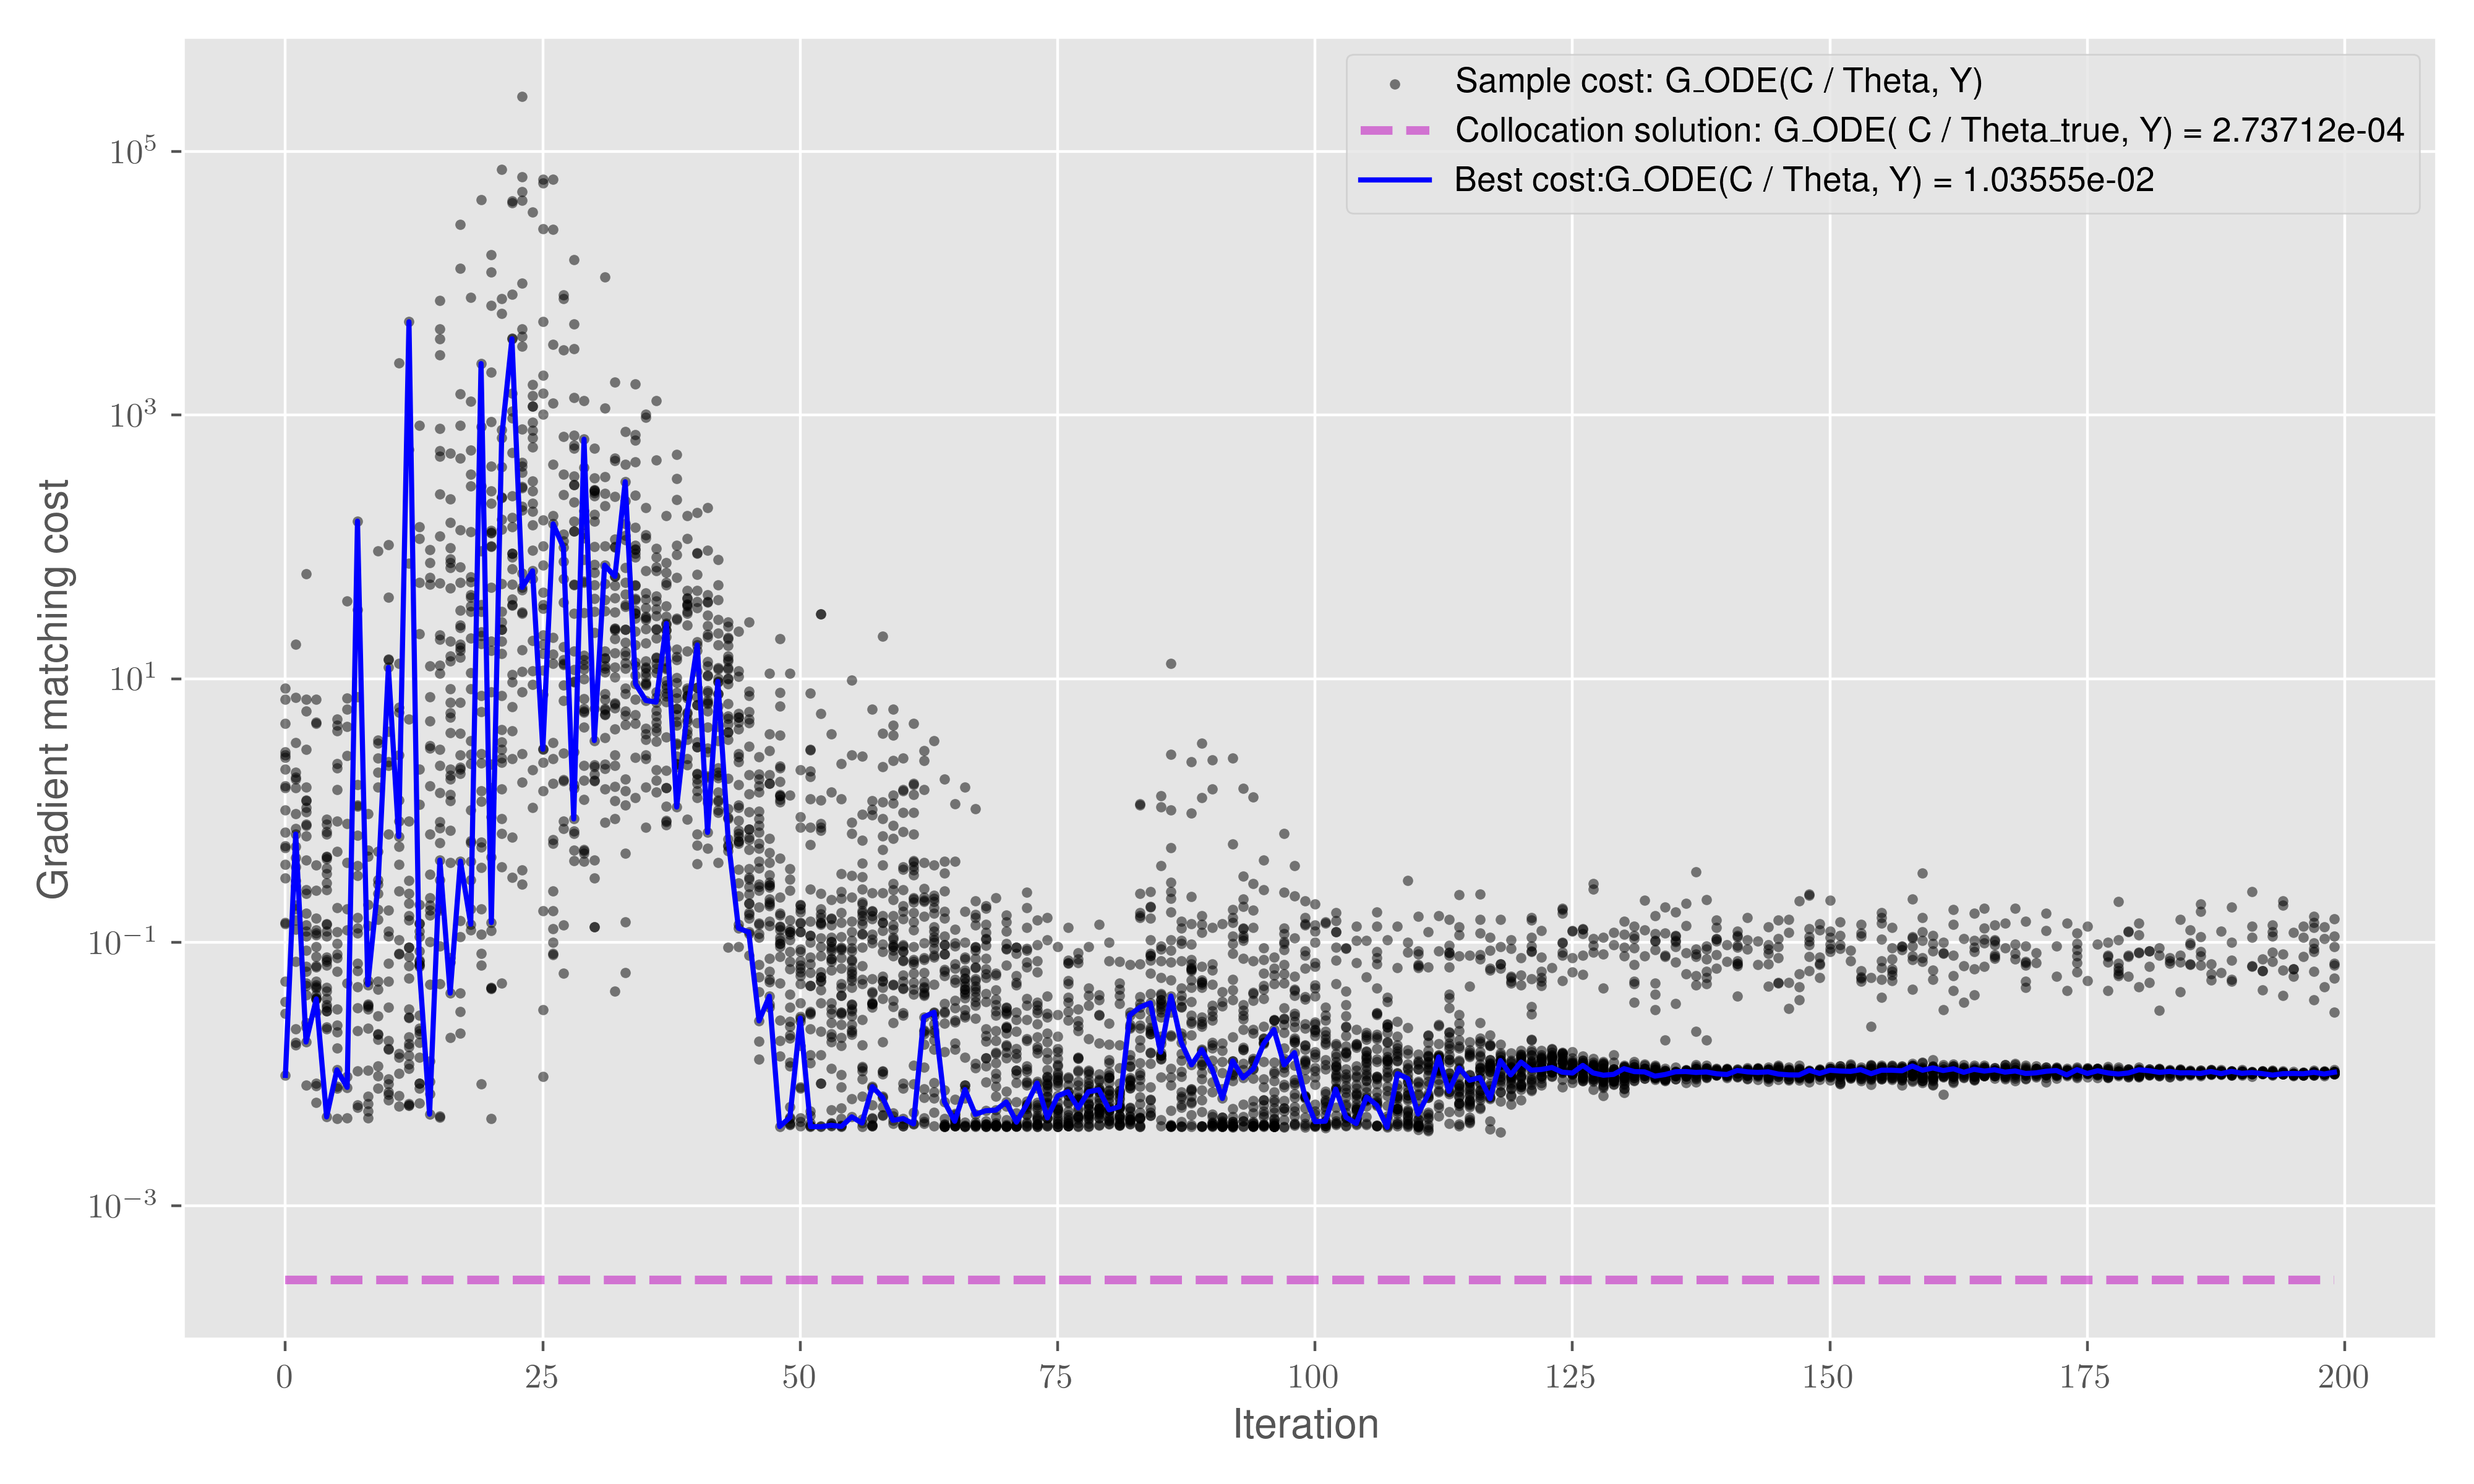 Sample cost: G_ODE(C / Theta, Y)
Collocation solution: G_ODE( C / Theta_true, Y) = 2.73712e-04
Best cost:G_ODE(C / Theta, Y) = 1.03555e-02
10^5
10^3
10^1
10^−1
10^−3
Gradient matching cost
0 25 50 75 100 125 150 175 200
Iteration